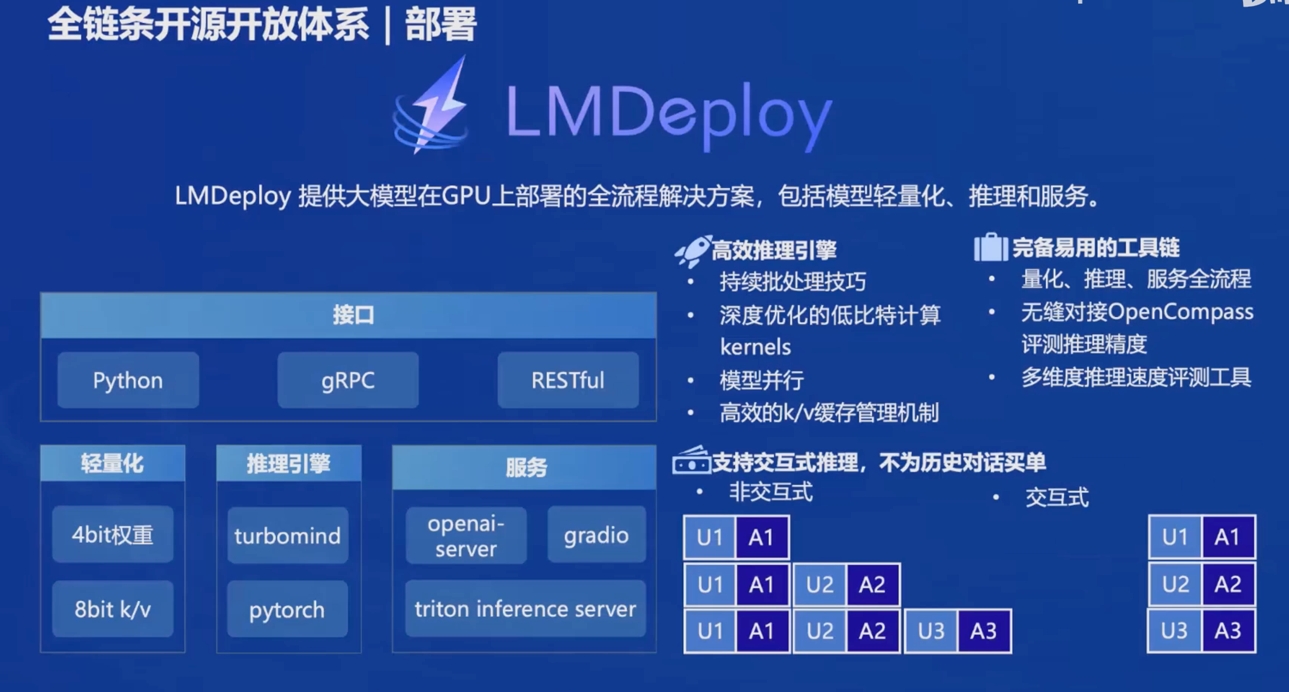 全链条开源开放体系｜部署
LMDeploy
LMDeploy 提供大模型在GPU上部署的全流程解决方案，包括模型轻量化、推理和服务。
接口
Python
gRPC
RESTful
轻量化
4bit权重
8bit k/v
推理引擎
turbomind
pytorch
服务
openai-
server
gradio
triton inference server
高效推理引擎
• 持续批处理技巧
• 深度优化的低比特计算
kernels
• 模型并行
• 高效的k/v缓存管理机制
完备易用的工具链
• 量化、推理、服务全流程
• 无缝对接OpenCompass
评测推理精度
• 多维度推理速度评测工具
支持交互式推理，不为历史对话买单
• 非交互式
U1 A1
U1 A1 U2 A2
U1 A1 U2 A2 U3 A3
• 交互式
U1 A1
U2 A2
U3 A3